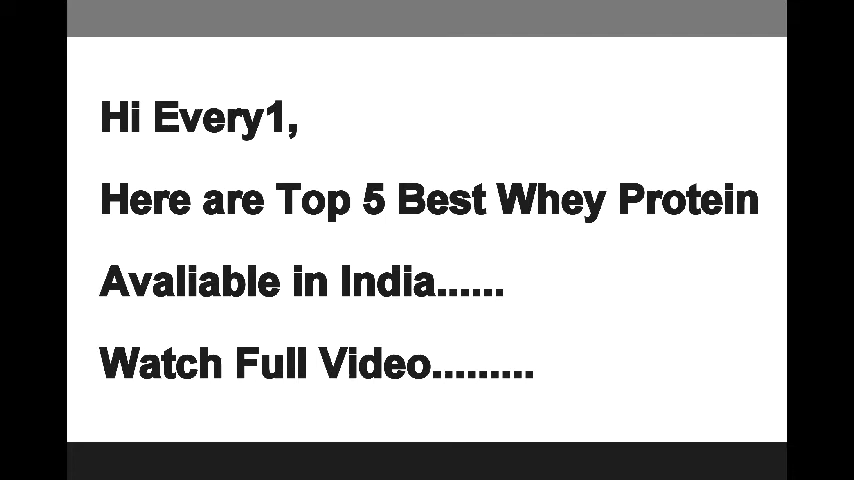 Hi Every1,
Here are Top 5 Best Whey Protein
Avaliable in India......
Watch Full Video.........